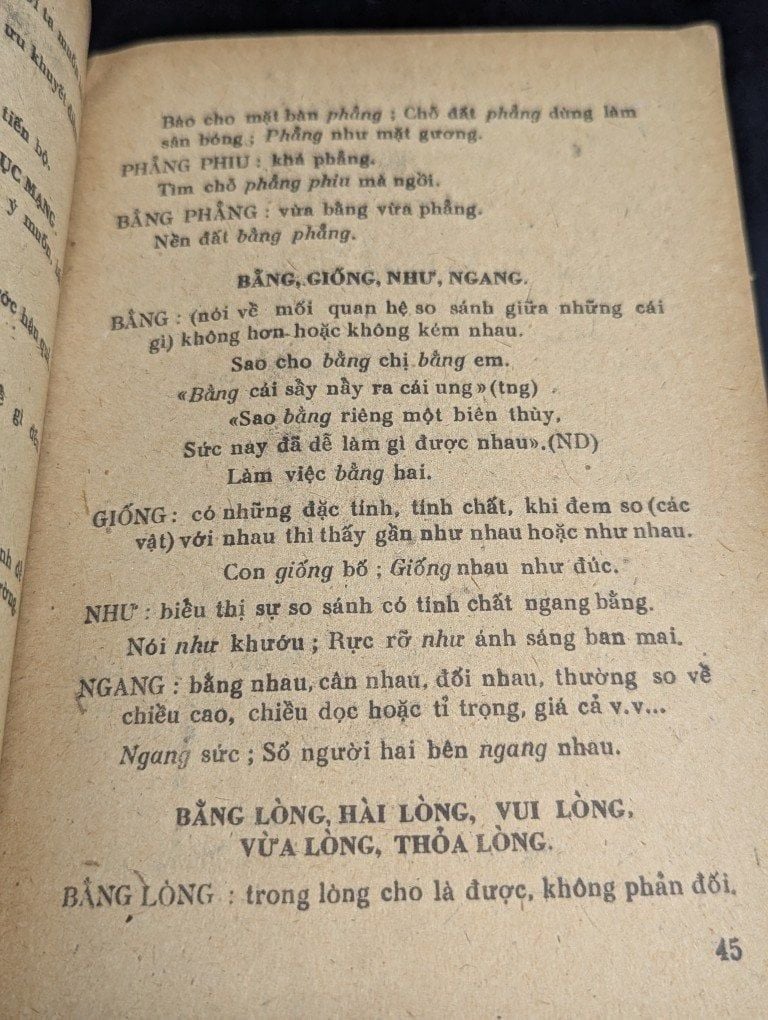 ưu khuyết
tiến bộ.
ỤC MẠNG
ý muốn,
gì
Bào cho mặt bàn phẳng ; Chỗ đất phẳng dùng làm
sân bóng ; Phẳng như mặt gương.
PHẲNG PHIU : khá phẳng.
Tìm chỗ phẳng phiu mà ngồi.
BẰNG PHẲNG : vừa bằng vừa phẳng.
Nền đất bằng phẳng.
BẰNG, GIỐNG, NHƯ, NGANG.
BẰNG : (nói về mối quan hệ so sánh giữa những cái
gì) không hơn hoặc không kém nhau.
Sao cho bằng chị bằng em.
«Bằng cái sầy nầy ra cái ung» (tng)
«Sao bằng riêng một biên thùy,
Sức này đã dễ làm gì được nhau».(ND)
Làm việc bằng hai.
GIỐNG : có những đặc tính, tính chất, khi đem so (các
vật) với nhau thì thấy gần như nhau hoặc như nhau.
Con giống bố ; Giống nhau như đúc.
NHƯ : biểu thị sự so sánh có tính chất ngang bằng.
Nói như khướu ; Rực rỡ như ánh sáng ban mai.
NGANG : bằng nhau, cân nhau, đối nhau, thường so về
chiều cao, chiều dọc hoặc tỉ trọng, giá cả v.v...
Ngang sức ; Số người hai bên ngang nhau.
BẰNG LÒNG, HÀI LÒNG, VUI LÒNG,
VỪA LÒNG, THỎA LÒNG.
BẰNG LÒNG : trong lòng cho là được, không phản đối.
45